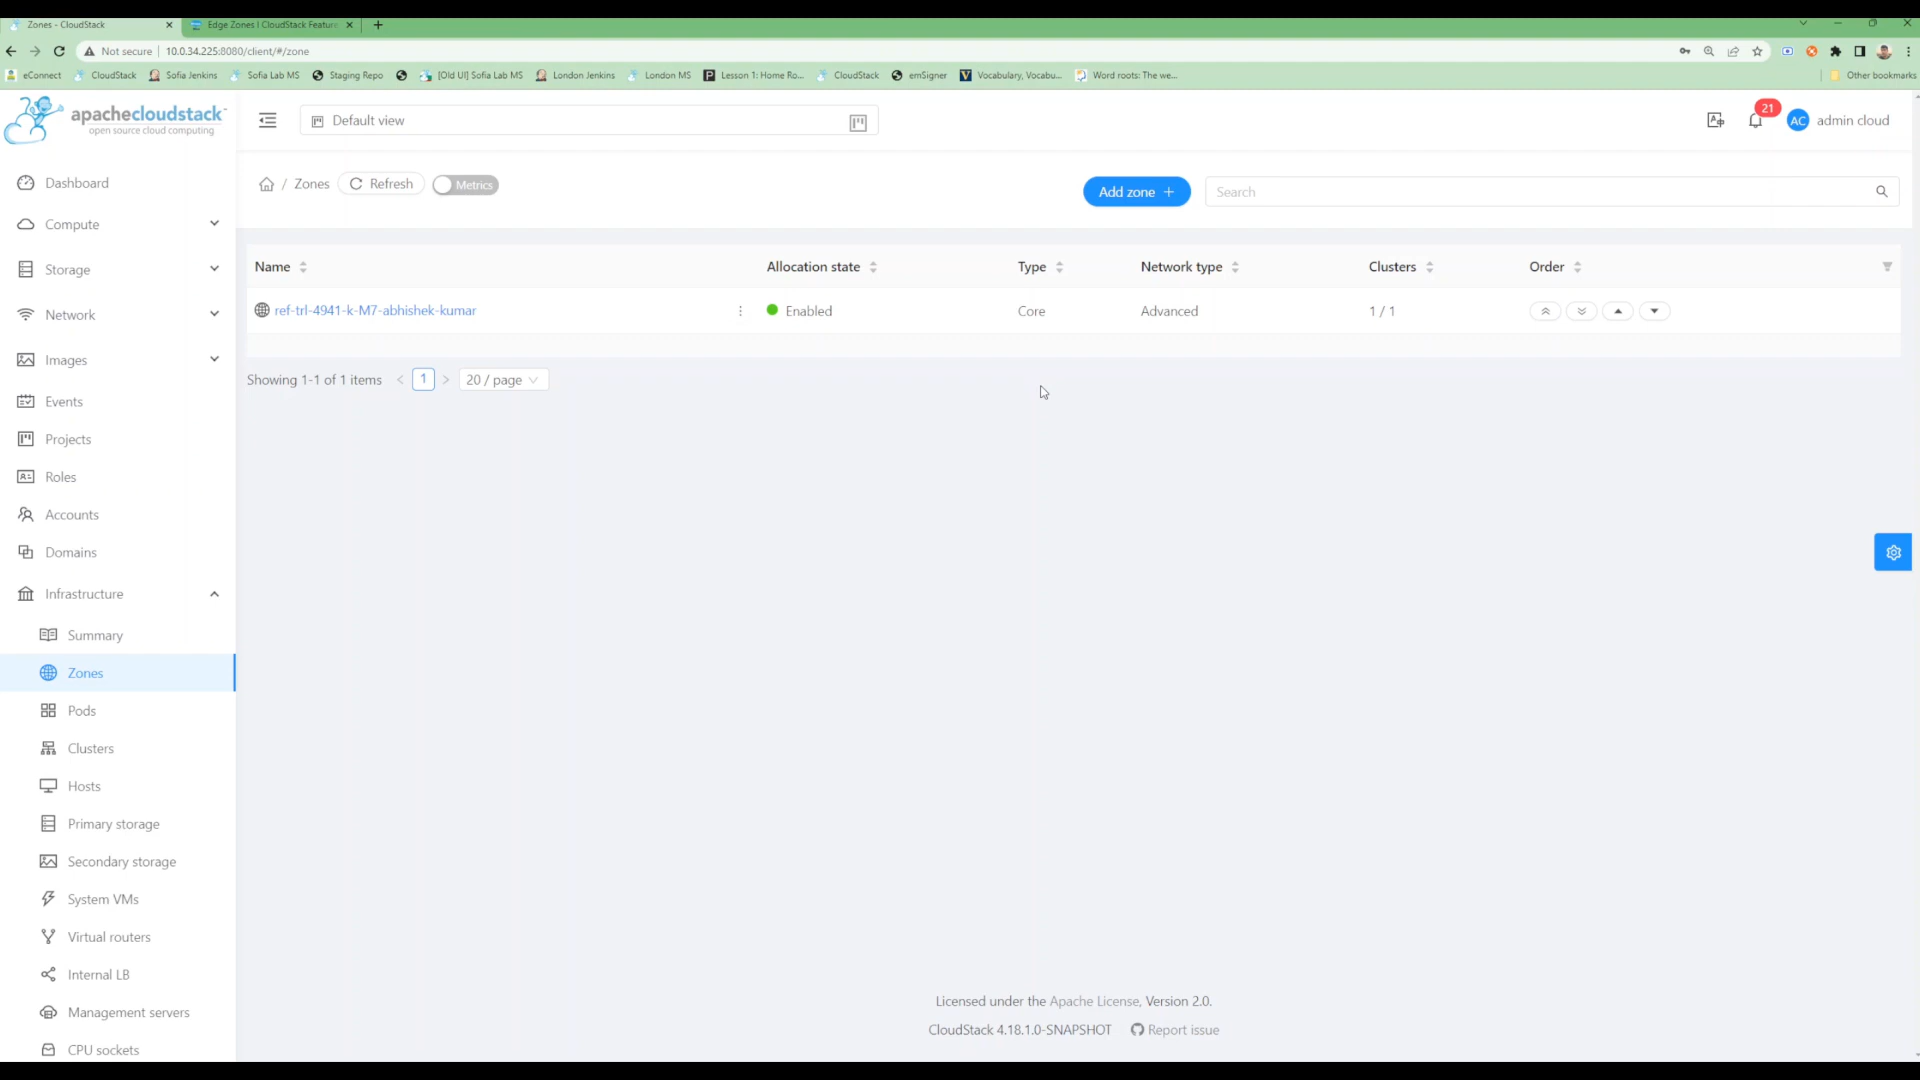 Zones - CloudStack
Edge Zones | CloudStack Feature
Not secure | 10.0.34.225:8080/client/#/zone
eConnect CloudStack Sofia Jenkins Sofia Lab MS Staging Repo [Old UI] Sofia Lab MS London Jenkins London MS Lesson 1: Home Ro... CloudStack emSigner Vocabulary, Vocabu... Word roots: The we... Other bookmarks
apachecloudstack™
open source cloud computing
Default view
21
AC admin cloud
Dashboard
Compute
Storage
Network
Images
Events
Projects
Roles
Accounts
Domains
Infrastructure
Summary
Zones
Pods
Clusters
Hosts
Primary storage
Secondary storage
System VMs
Virtual routers
Internal LB
Management servers
CPU sockets
/ Zones Refresh Metrics
Add zone +
Search
Name Allocation state Type Network type Clusters Order
ref-trl-4941-k-M7-abhishek-kumar Enabled Core Advanced 1 / 1
Showing 1-1 of 1 items < 1 > 20 / page
Licensed under the Apache License, Version 2.0.
CloudStack 4.18.1.0-SNAPSHOT Report issue